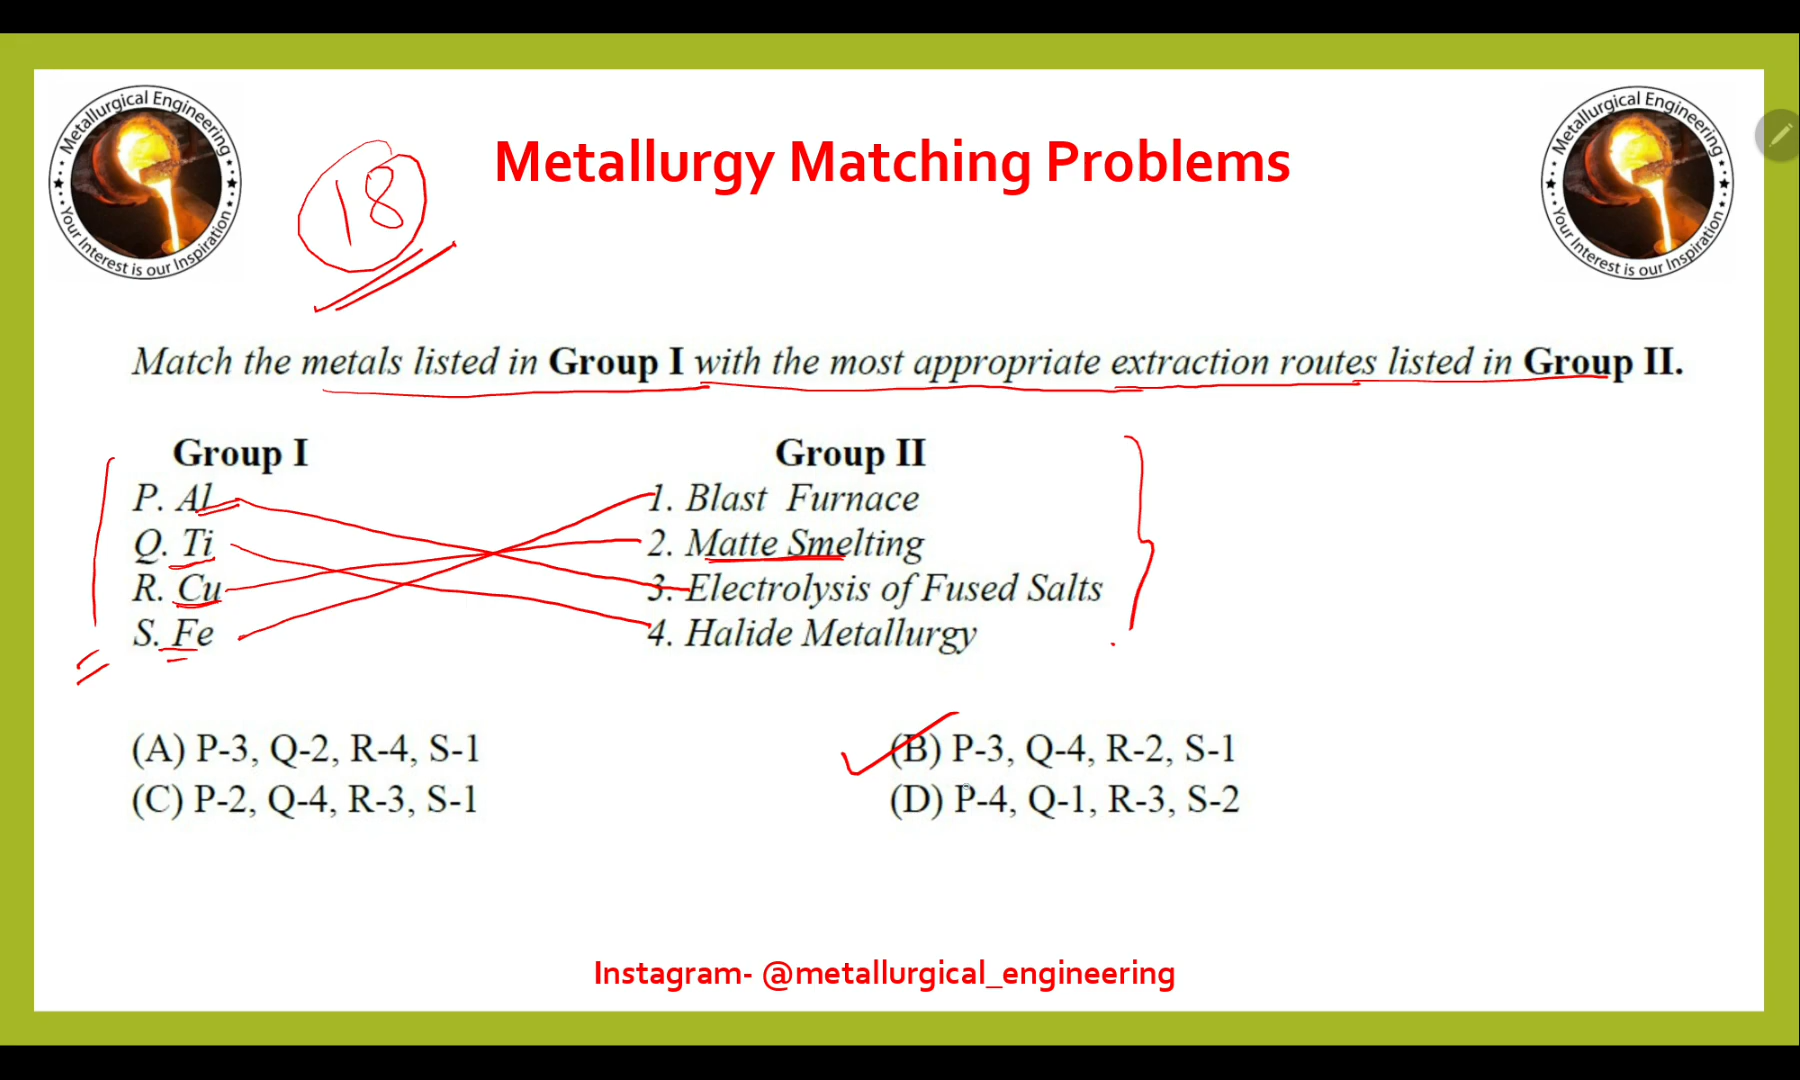 Metallurgical Engineering
Your Interest is our Inspiration
18
Metallurgy Matching Problems
Metallurgical Engineering
Your Interest is our Inspiration
Match the metals listed in Group I with the most appropriate extraction routes listed in Group II.
Group I Group II
P. Al 1. Blast Furnace
Q. Ti 2. Matte Smelting
R. Cu 3. Electrolysis of Fused Salts
S. Fe 4. Halide Metallurgy
(A) P-3, Q-2, R-4, S-1 (B) P-3, Q-4, R-2, S-1
(C) P-2, Q-4, R-3, S-1 (D) P-4, Q-1, R-3, S-2
Instagram- @metallurgical_engineering